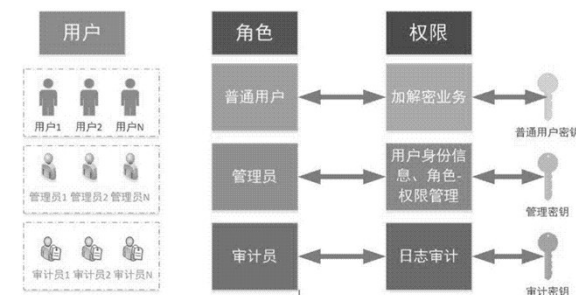 用户 角色 权限
用户1 用户2 用户N
普通用户 加解密业务
普通用户密钥
管理员1 管理员2 管理员N
管理员
用户身份信
息、角色-
权限管理
管理密钥
审计员1 审计员2 审计员N
审计员 日志审计
审计密钥